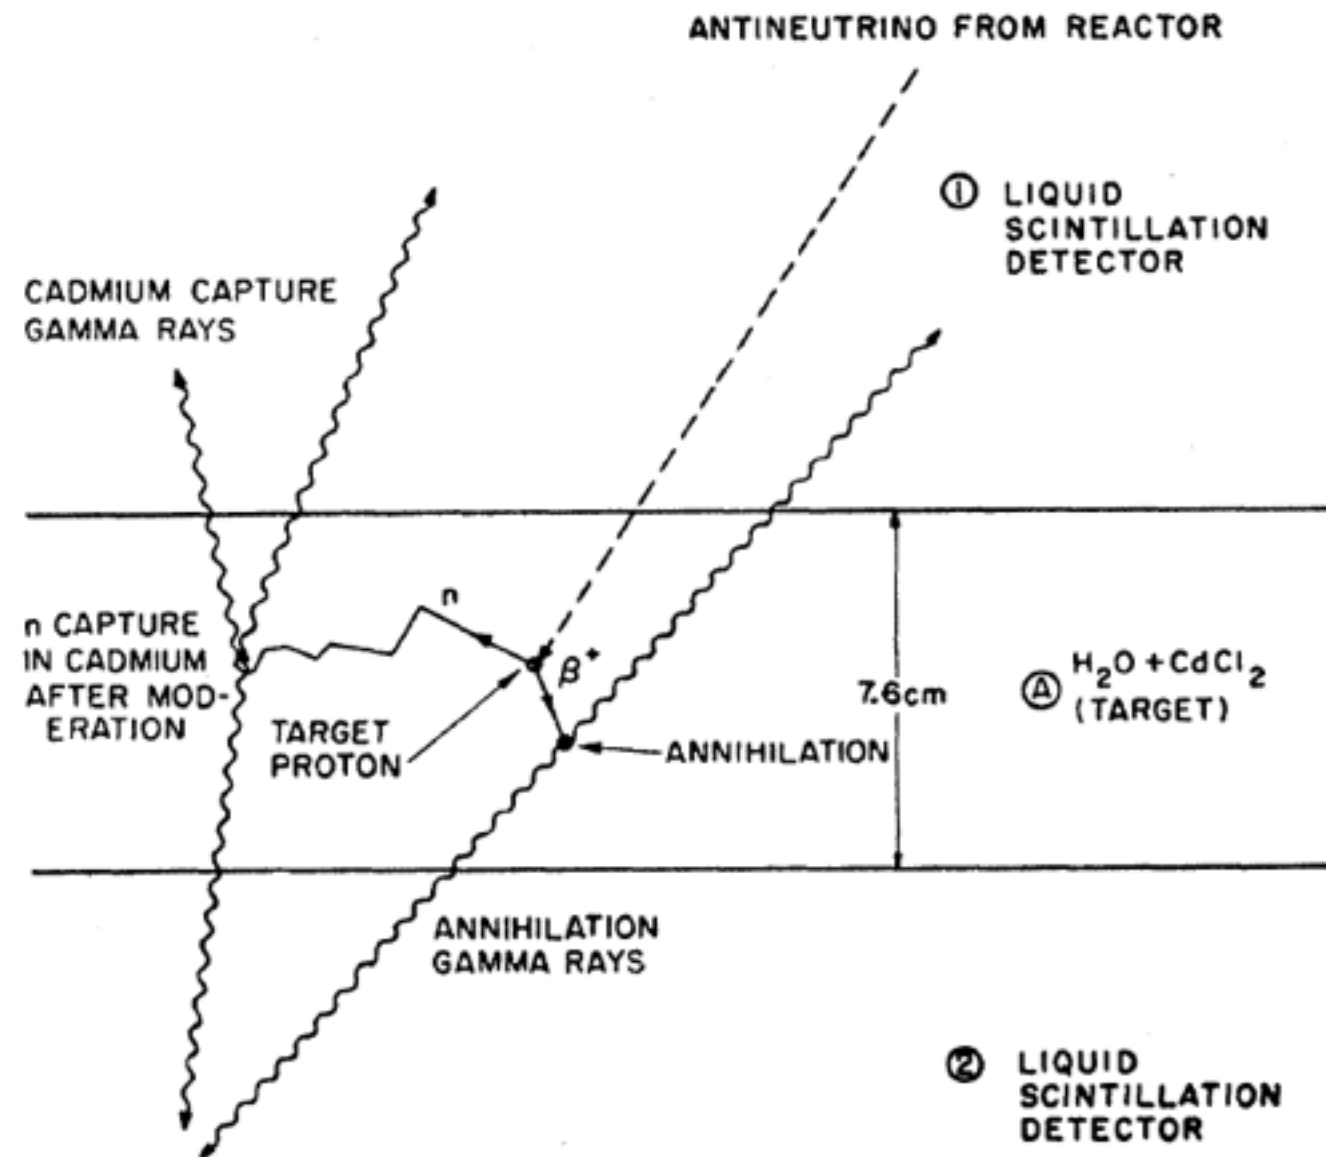 ANTINEUTRINO FROM REACTOR
① LIQUID
SCINTILLATION
DETECTOR
CADMIUM CAPTURE
GAMMA RAYS
n CAPTURE
IN CADMIUM
AFTER MOD-
ERATION
n
β⁺
TARGET
PROTON
ANNIHILATION
7.6cm
Ⓐ H₂O + CdCl₂
(TARGET)
ANNIHILATION
GAMMA RAYS
② LIQUID
SCINTILLATION
DETECTOR